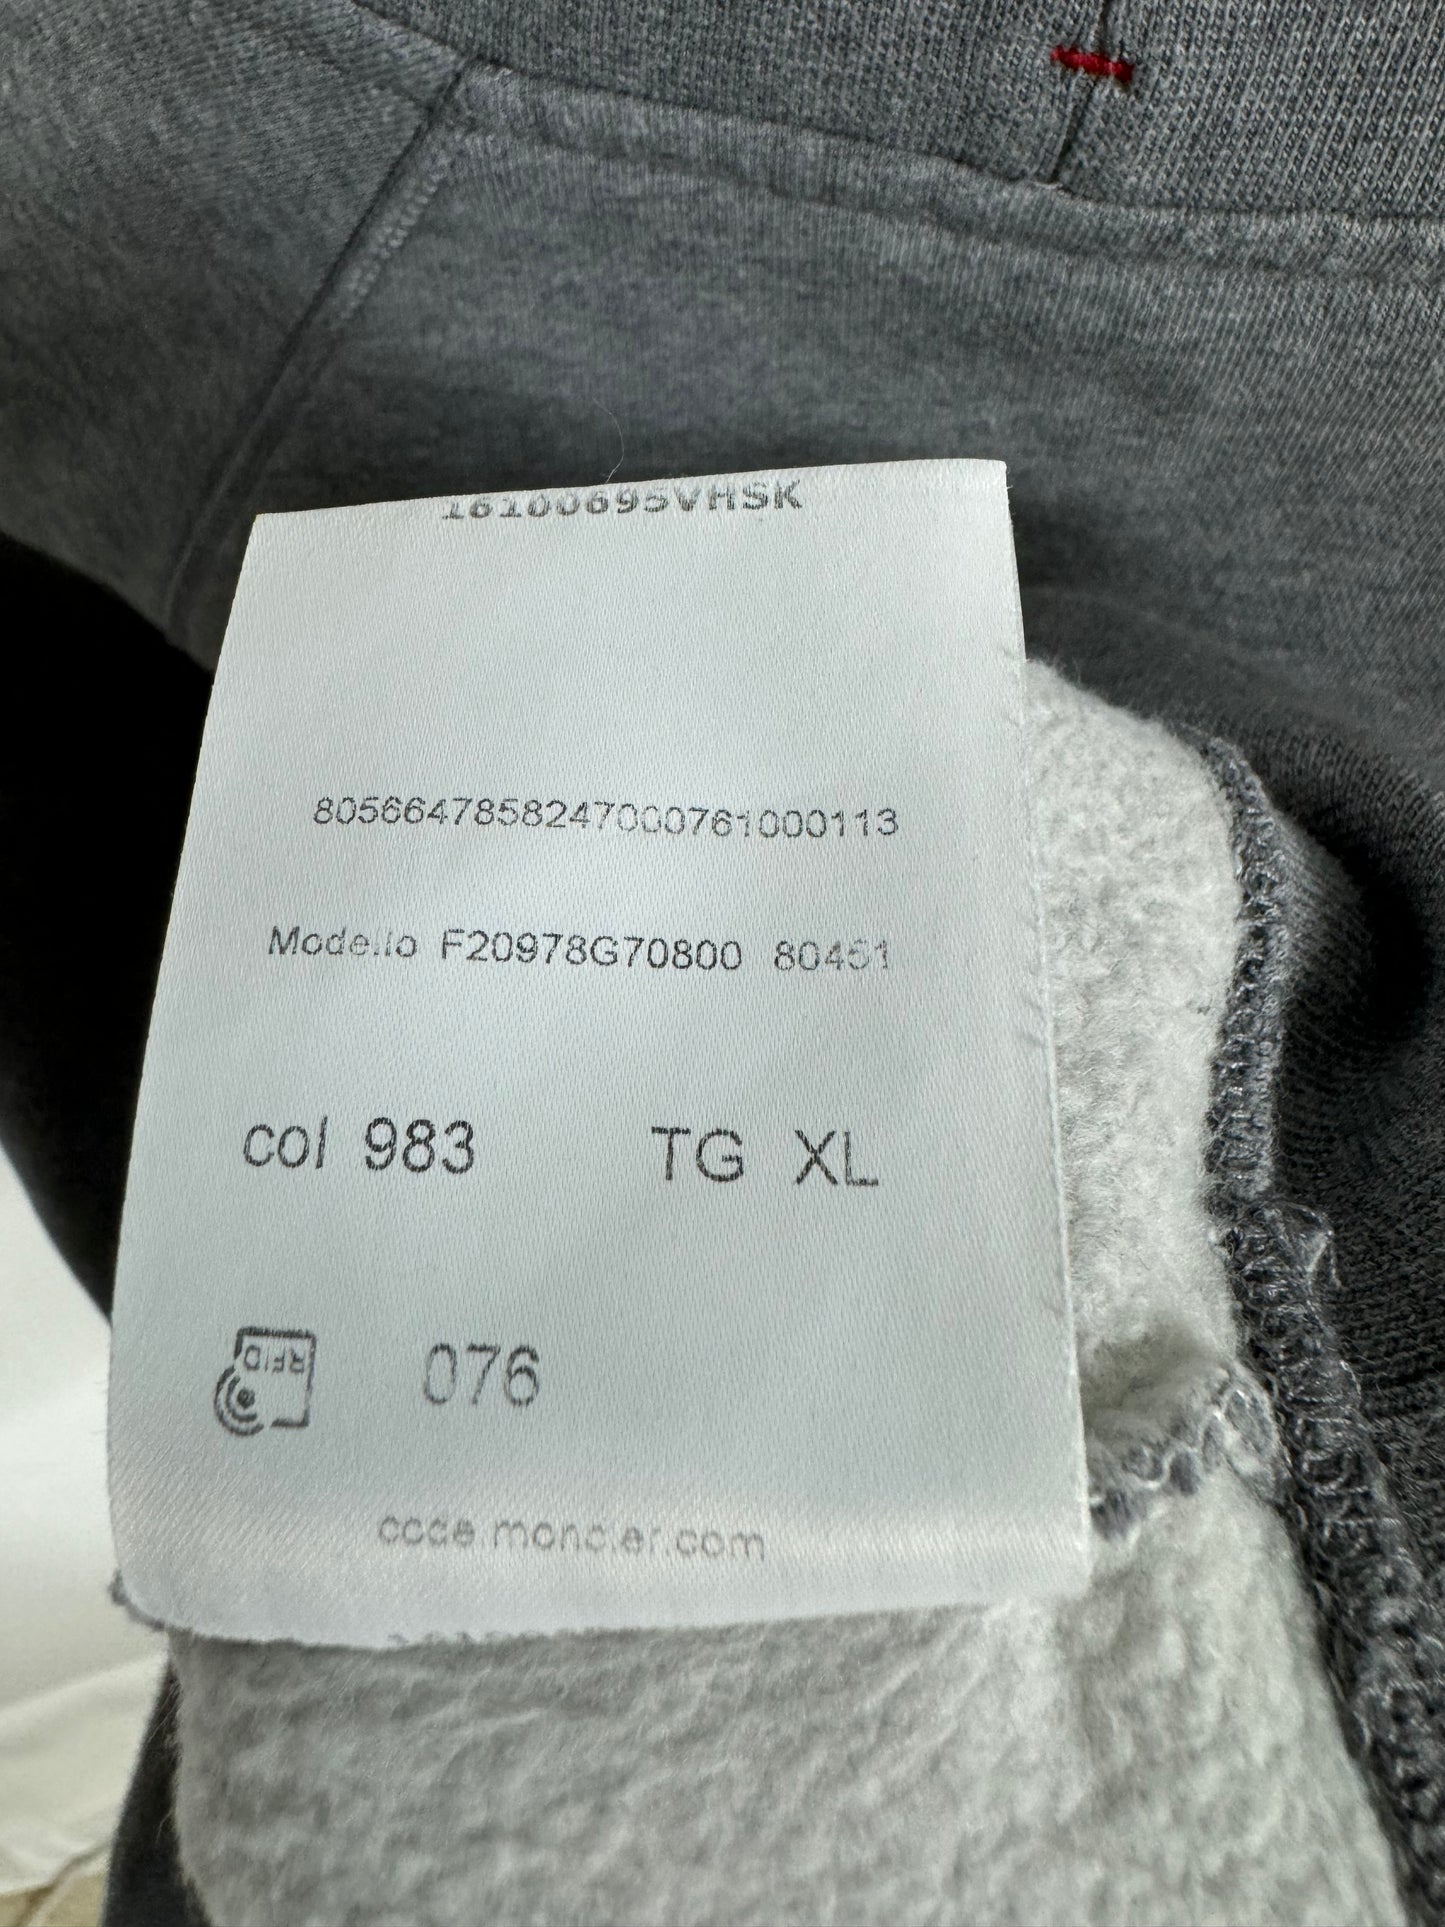 16100695VHSK
8056647858247000761000113
Modello F20978G70800 80451
col 983 TG XL
RFID 076
code.moncler.com